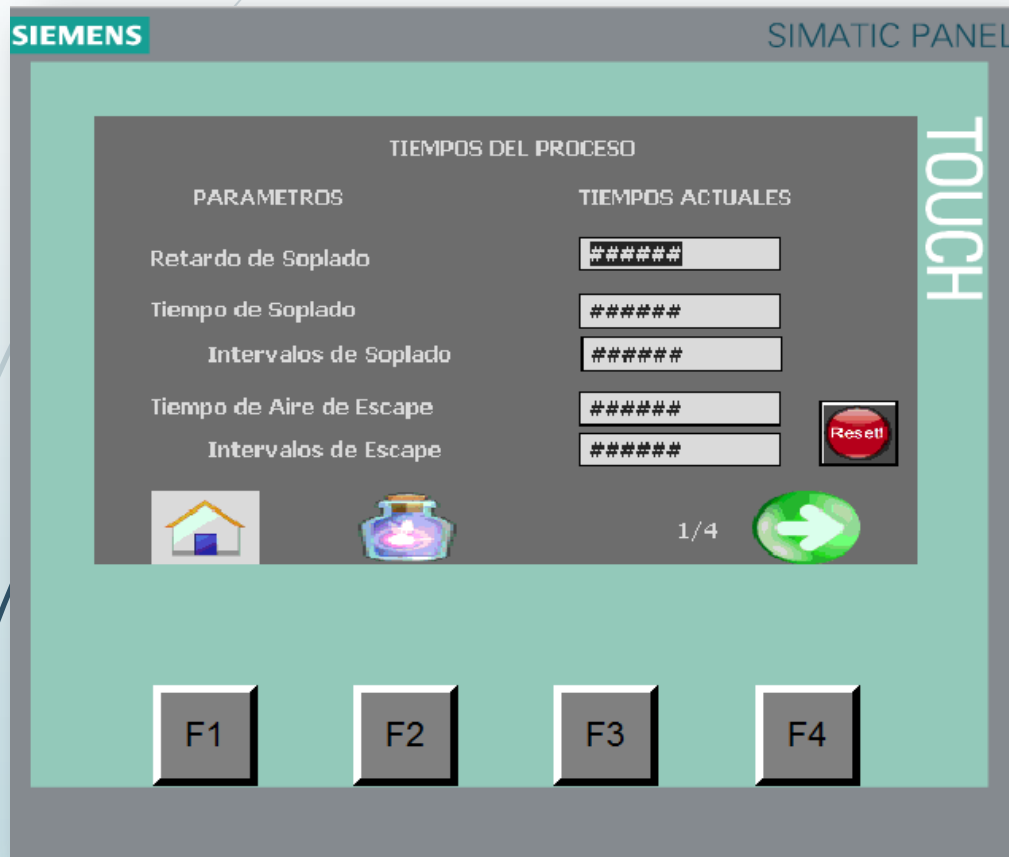 SIEMENS
SIMATIC PANEL
TOUCH
TIEMPOS DEL PROCESO
PARAMETROS TIEMPOS ACTUALES
Retardo de Soplado ######
Tiempo de Soplado ######
Intervalos de Soplado ######
Tiempo de Aire de Escape ######
Intervalos de Escape ######
Reset!
1/4
F1 F2 F3 F4